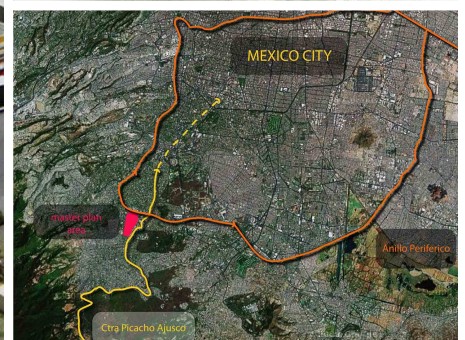 MEXICO CITY
master plan
area
Anillo Periferico
Ctra Picacho Ajusco